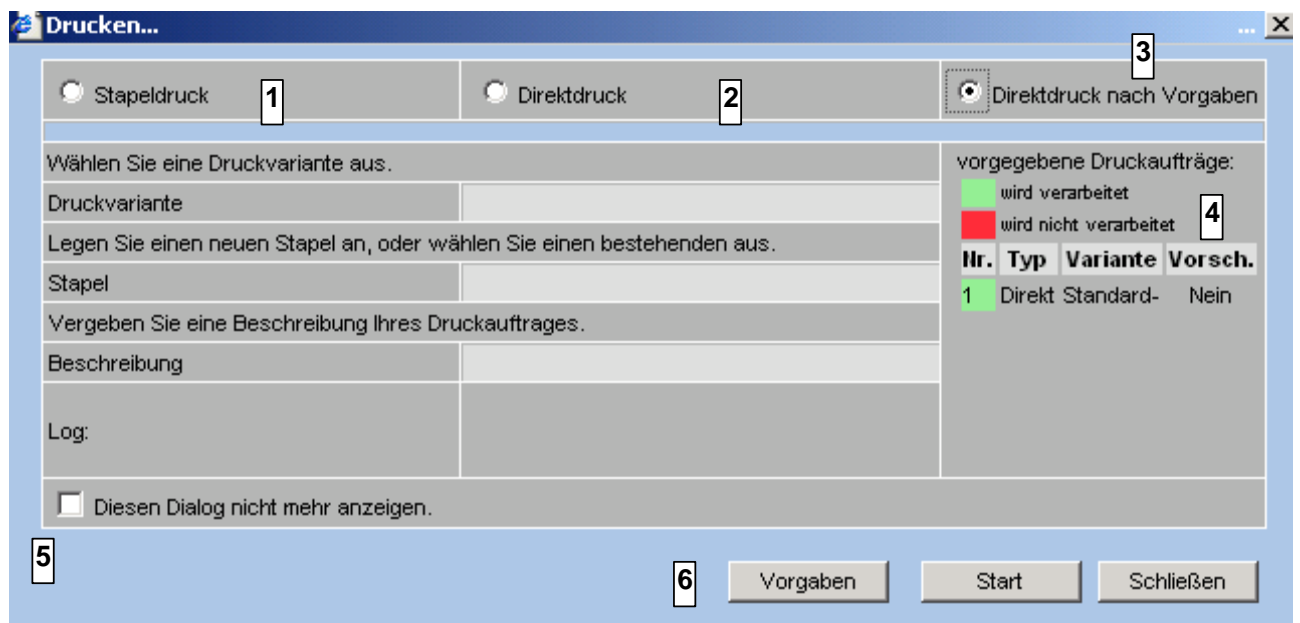 Drucken...
...
3
Stapeldruck 1 Direktdruck 2 Direktdruck nach Vorgaben
Wählen Sie eine Druckvariante aus.
Druckvariante
Legen Sie einen neuen Stapel an, oder wählen Sie einen bestehenden aus.
Stapel
Vergeben Sie eine Beschreibung Ihres Druckauftrages.
Beschreibung
Log:
vorgegebene Druckaufträge:
wird verarbeitet
wird nicht verarbeitet
4
Nr. Typ Variante Vorsch.
1 Direkt Standard- Nein
Diesen Dialog nicht mehr anzeigen.
5
6 Vorgaben Start Schließen